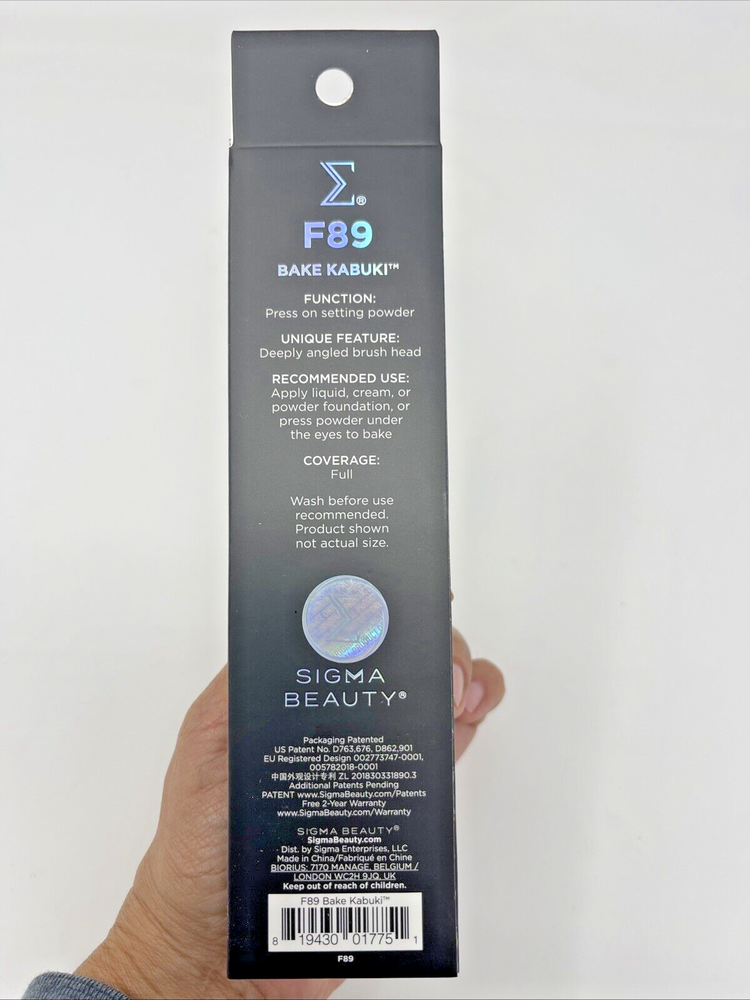 Σ®
F89
BAKE KABUKI™
FUNCTION:
Press on setting powder
UNIQUE FEATURE:
Deeply angled brush head
RECOMMENDED USE:
Apply liquid, cream, or
powder foundation, or
press powder under
the eyes to bake
COVERAGE:
Full
Wash before use
recommended.
Product shown
not actual size.
SIGMA
BEAUTY®
Packaging Patented
US Patent No. D763,676, D862,901
EU Registered Design 002773747-0001,
005782018-0001
中国外观设计专利 ZL 201830331890.3
Additional Patents Pending
PATENT www.SigmaBeauty.com/Patents
Free 2-Year Warranty
www.SigmaBeauty.com/Warranty
SIGMA BEAUTY®
SigmaBeauty.com
Dist. by Sigma Enterprises, LLC
Made in China/Fabriqué en Chine
BIORIUS: 7170 MANAGE, BELGIUM /
LONDON WC2H 9JQ, UK
Keep out of reach of children.
F89 Bake Kabuki™
8 19430 01775 1
F89